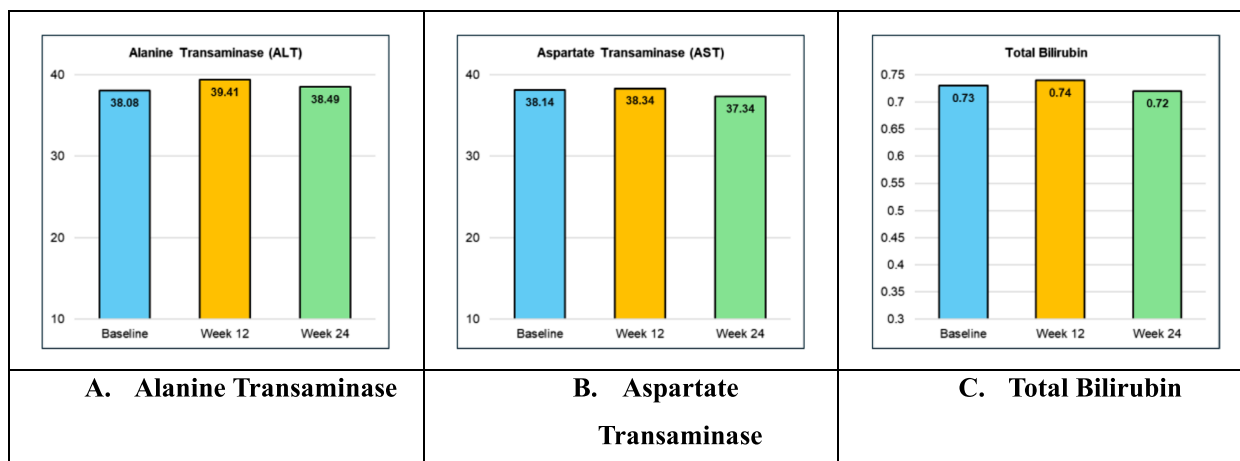 Alanine Transaminase (ALT)
40
30
20
10
38.08
39.41
38.49
Baseline
Week 12
Week 24
Aspartate Transaminase (AST)
40
30
20
10
38.14
38.34
37.34
Baseline
Week 12
Week 24
Total Bilirubin
0.75
0.7
0.65
0.6
0.55
0.5
0.45
0.4
0.35
0.3
0.73
0.74
0.72
Baseline
Week 12
Week 24
A. Alanine Transaminase
B. Aspartate
Transaminase
C. Total Bilirubin